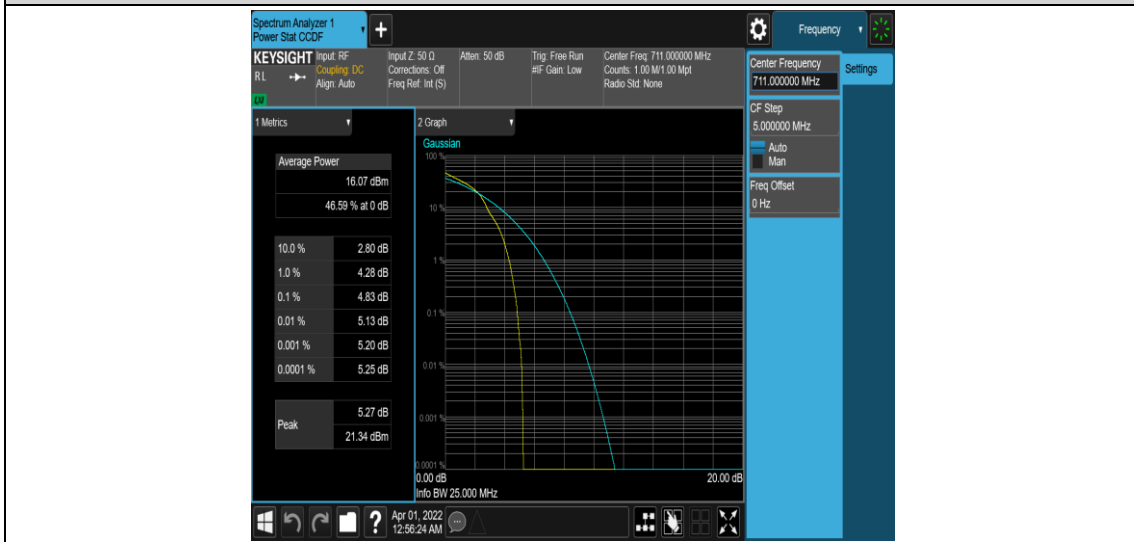 Spectrum Analyzer 1
Power Stat CCDF
Frequency
KEYSIGHT
RL
Input: RF
Coupling: DC
Align: Auto
Input Z: 50 Ω
Corrections: Off
Freq Ref: Int (S)
Atten: 50 dB
Trig: Free Run
#IF Gain: Low
Center Freq: 711.000000 MHz
Counts: 1.00 M/1.00 Mpt
Radio Std: None
Center Frequency
711.000000 MHz
Settings
CF Step
5.000000 MHz
Auto
Man
Freq Offset
0 Hz
1 Metrics
Average Power
16.07 dBm
46.59 % at 0 dB
10.0 % 2.80 dB
1.0 % 4.28 dB
0.1 % 4.83 dB
0.01 % 5.13 dB
0.001 % 5.20 dB
0.0001 % 5.25 dB
Peak
5.27 dB
21.34 dBm
2 Graph
Gaussian
100 %
10 %
1 %
0.1 %
0.01 %
0.001 %
0.0001 %
0.00 dB 20.00 dB
Info BW 25.000 MHz
?
Apr 01, 2022
12:56:24 AM